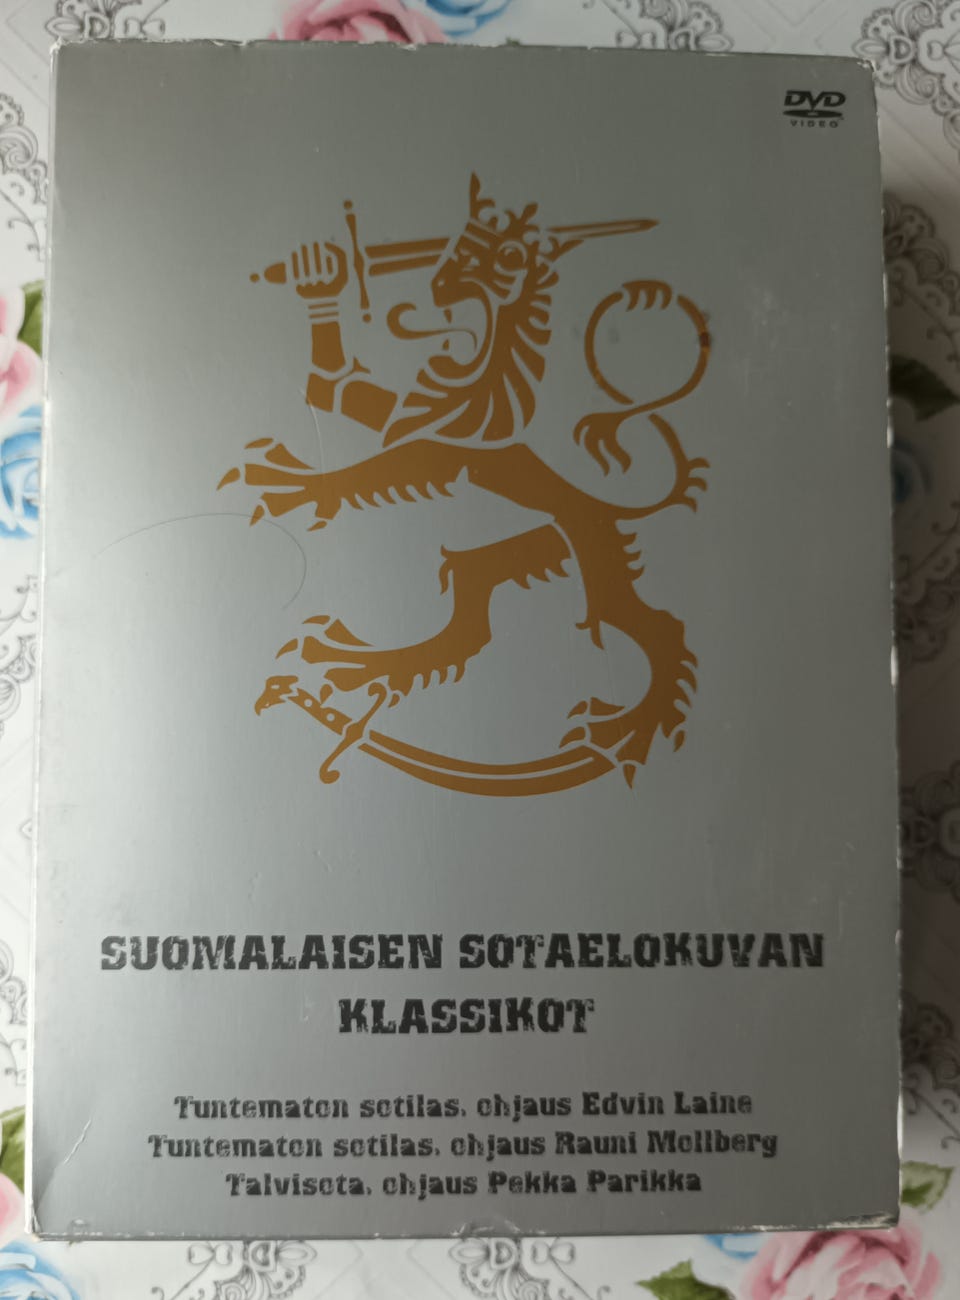 DVD
VIDEO
SUOMALAISEN SOTAELOKUVAN
KLASSIKOT
Tuntematon sotilas, ohjaus Edvin Laine
Tuntematon sotilas, ohjaus Rauni Mollberg
Talvisota, ohjaus Pekka Parikka